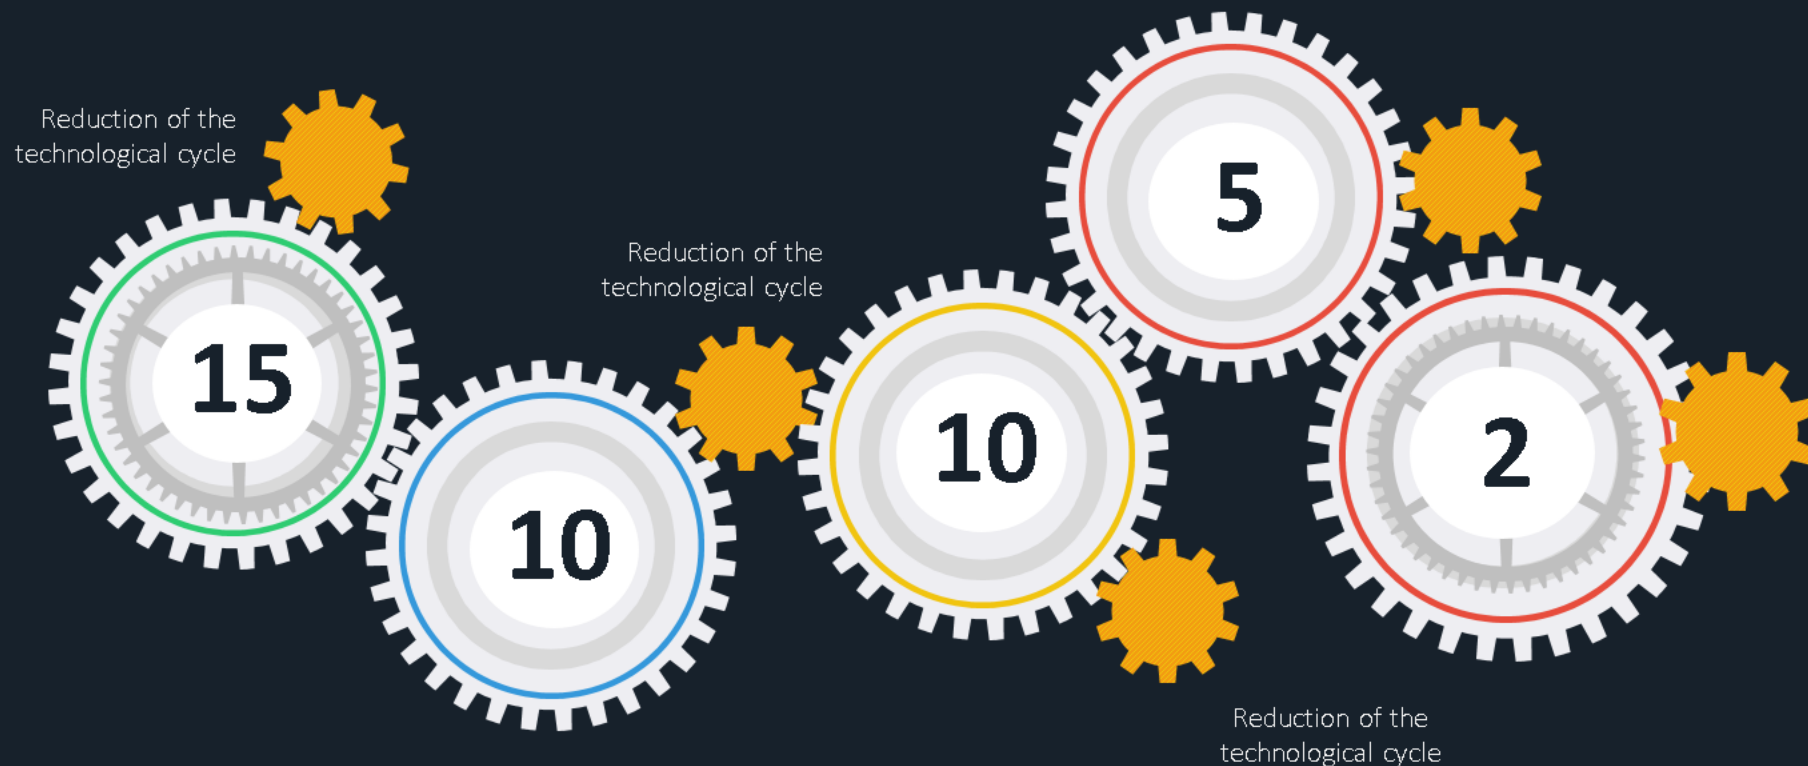 Reduction of the
technological cycle
15
10
Reduction of the
technological cycle
10
5
2
Reduction of the
technological cycle